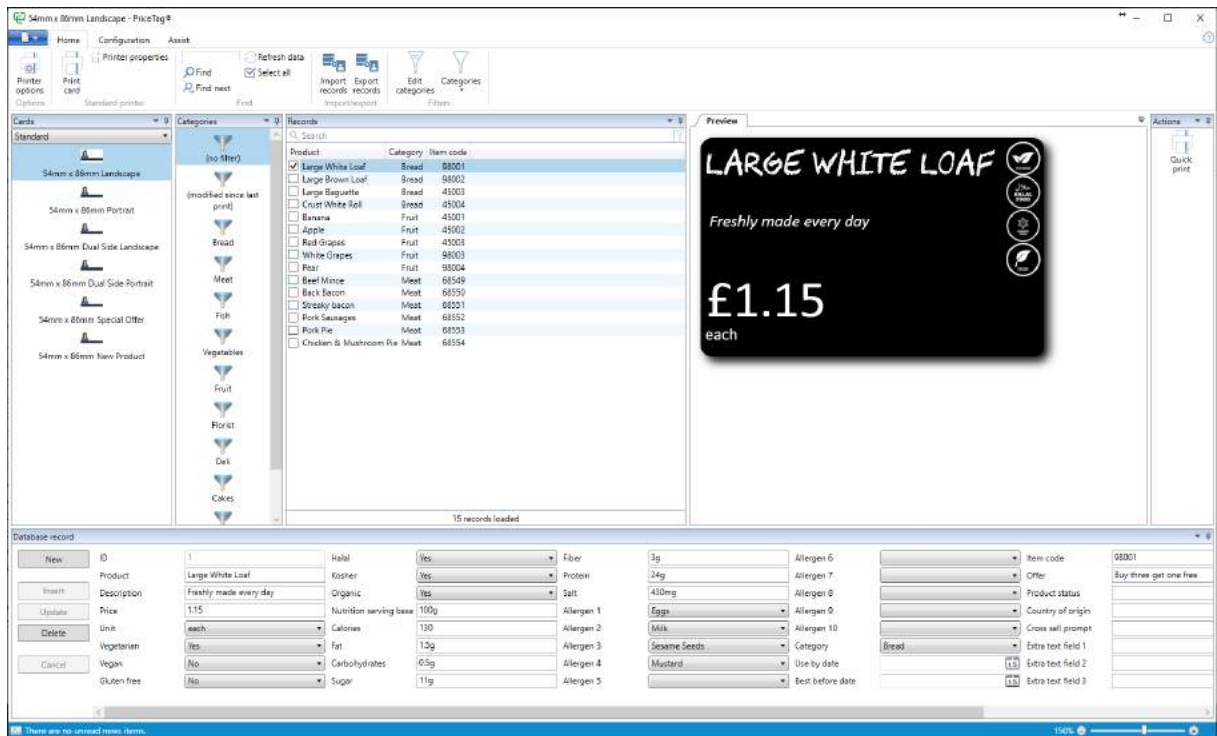 54mm x 86mm Landscape - PriceTag®
Home Configuration Assist
Printer options
Print card
Printer properties
Find
Find next
Refresh data
Select all
Import records
Export records
Edit categories
Categories
Options
Standard printer
Find
Import/export
Filters
Cards
Standard
54mm x 86mm Landscape
54mm x 86mm Portrait
54mm x 86mm Dual Side Landscape
54mm x 86mm Dual Side Portrait
54mm x 86mm Special Offer
54mm x 86mm New Product
Categories
(no filter)
(modified since last
print)
Bread
Meat
Fish
Vegetables
Fruit
Florist
Deli
Cakes
Records
Search
Product Category Item code
Large White Loaf Bread 98001
Large Brown Loaf Bread 98002
Large Baguette Bread 45003
Crust White Roll Bread 45004
Banana Fruit 45001
Apple Fruit 45002
Red Grapes Fruit 45003
White Grapes Fruit 98003
Pear Fruit 98004
Beef Mince Meat 68549
Back Bacon Meat 68550
Streaky bacon Meat 68551
Pork Sausages Meat 68552
Pork Pie Meat 68553
Chicken & Mushroom Pie Meat 68554
15 records loaded
Preview
LARGE WHITE LOAF
HALAL
FOOD
Freshly made every day
£1.15
each
Actions
Quick
print
Database record
New
Insert
Update
Delete
Cancel
ID 1
Product Large White Loaf
Description Freshly made every day
Price 1.15
Unit each
Vegetarian Yes
Vegan No
Gluten free No
Halal Yes
Kosher Yes
Organic Yes
Nutrition serving base 100g
Calories 130
Fat 1.5g
Carbohydrates 0.5g
Sugar 11g
Fiber 3g
Protein 24g
Salt 430mg
Allergen 1 Eggs
Allergen 2 Milk
Allergen 3 Sesame Seeds
Allergen 4 Mustard
Allergen 5
Allergen 6
Allergen 7
Allergen 8
Allergen 9
Allergen 10
Category Bread
Use by date 15
Best before date 15
Item code 98001
Offer Buy three get one free
Product status
Country of origin
Cross sell prompt
Extra text field 1
Extra text field 2
Extra text field 3
There are no unread news items.
150%